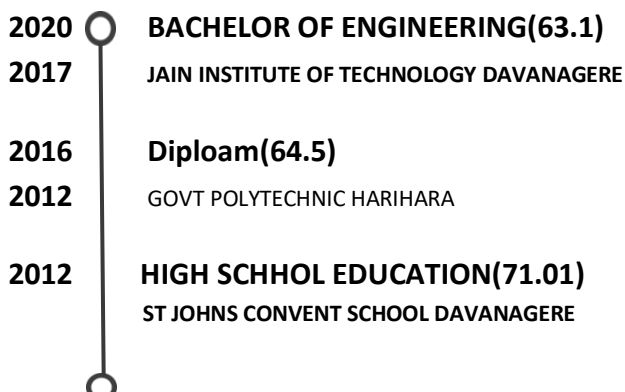 2020 BACHELOR OF ENGINEERING(63.1)
2017 JAIN INSTITUTE OF TECHNOLOGY DAVANAGERE
2016 Diploam(64.5)
2012 GOVT POLYTECHNIC HARIHARA
2012 HIGH SCHHOL EDUCATION(71.01)
ST JOHNS CONVENT SCHOOL DAVANAGERE